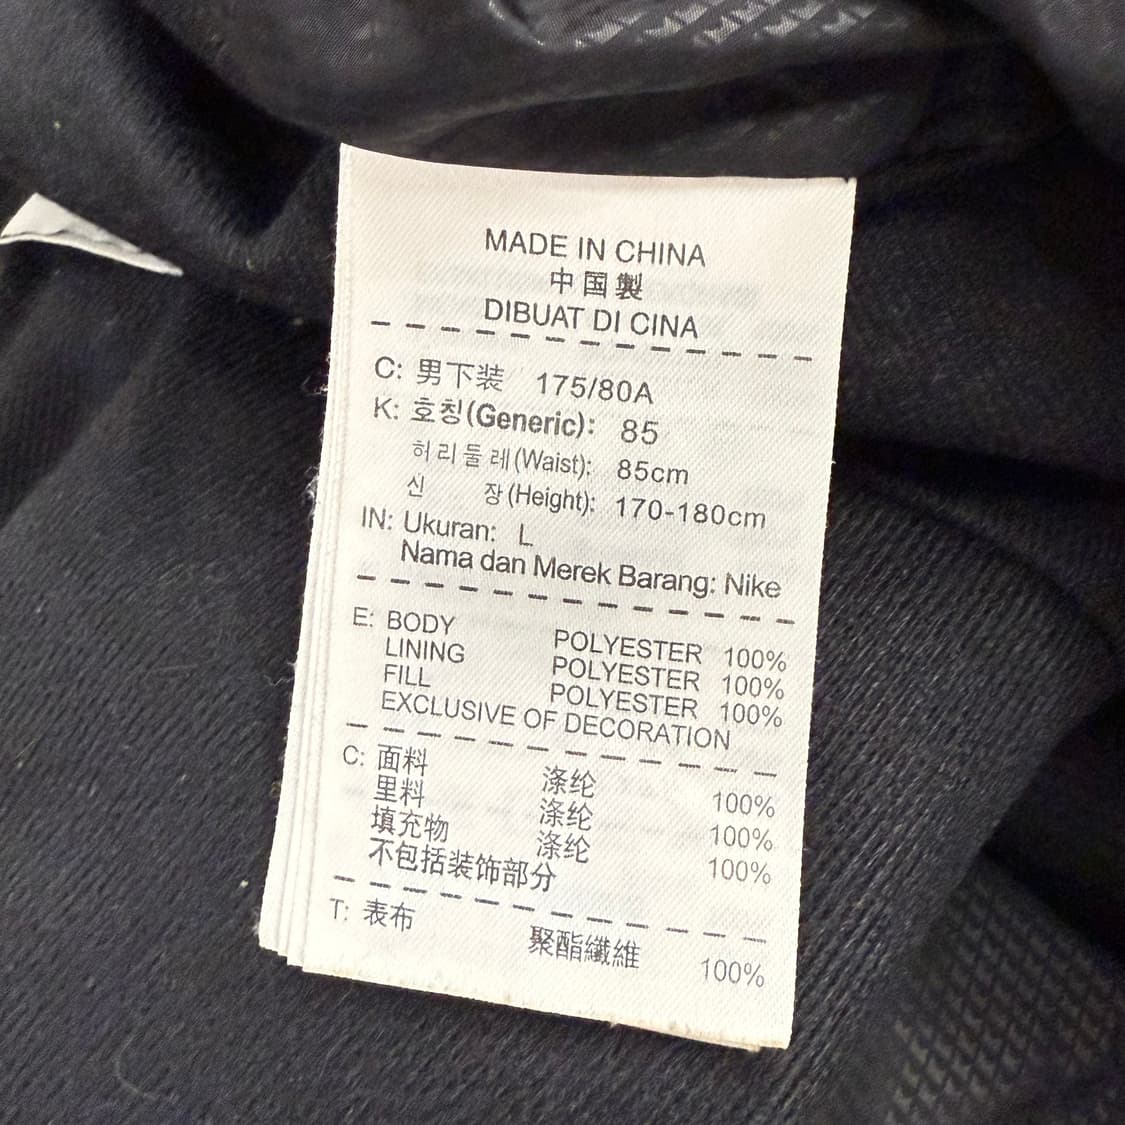 MADE IN CHINA
中国製
DIBUAT DI CINA
C: 男下装 175/80A
K: 호칭(Generic): 85
허리둘레(Waist): 85cm
신 장(Height): 170-180cm
IN: Ukuran: L
Nama dan Merek Barang: Nike
E: BODY POLYESTER 100%
LINING POLYESTER 100%
FILL POLYESTER 100%
EXCLUSIVE OF DECORATION
C: 面料 涤纶 100%
里料 涤纶 100%
填充物 涤纶 100%
不包括装饰部分
T: 表布 聚酯纖維 100%